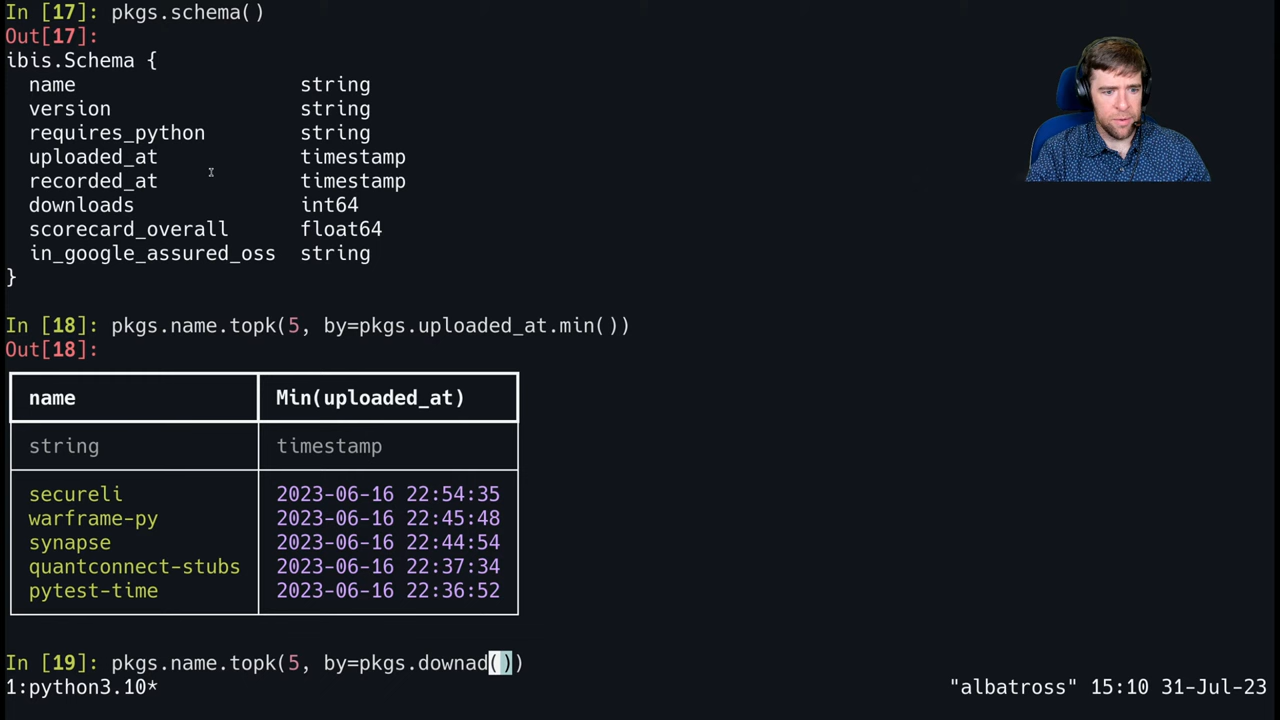 In [17]: pkgs.schema()
Out[17]:
ibis.Schema {
  name                   string
  version                string
  requires_python        string
  uploaded_at            timestamp
  recorded_at            timestamp
  downloads              int64
  scorecard_overall      float64
  in_google_assured_oss  string
}
In [18]: pkgs.name.topk(5, by=pkgs.uploaded_at.min())
Out[18]:
name Min(uploaded_at)
string timestamp
secureli 2023-06-16 22:54:35
warframe-py 2023-06-16 22:45:48
synapse 2023-06-16 22:44:54
quantconnect-stubs 2023-06-16 22:37:34
pytest-time 2023-06-16 22:36:52
In [19]: pkgs.name.topk(5, by=pkgs.downad())
1:python3.10* "albatross" 15:10 31-Jul-23